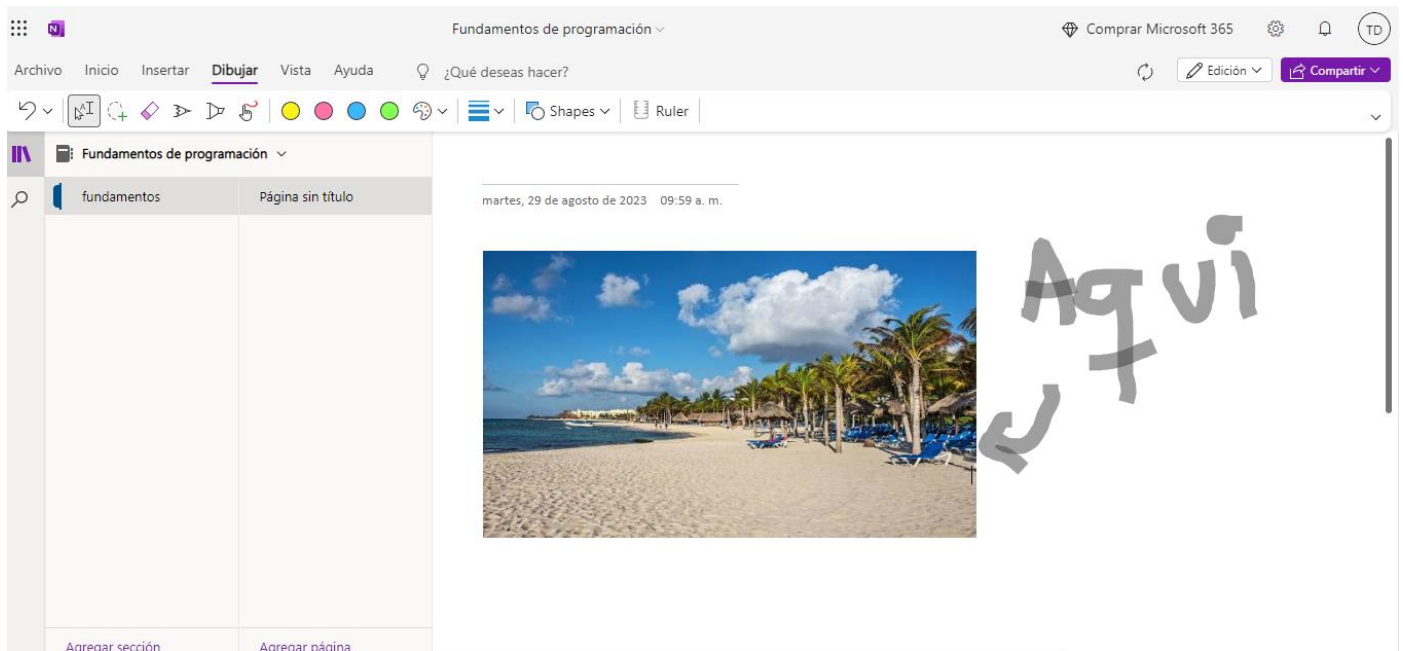 Fundamentos de programación
Comprar Microsoft 365
TD
Archivo Inicio Insertar Dibujar Vista Ayuda ¿Qué deseas hacer?
Edición Compartir
Shapes Ruler
Fundamentos de programación
fundamentos Página sin título
martes, 29 de agosto de 2023 09:59 a. m.
Aqui
Agregar sección Agregar página